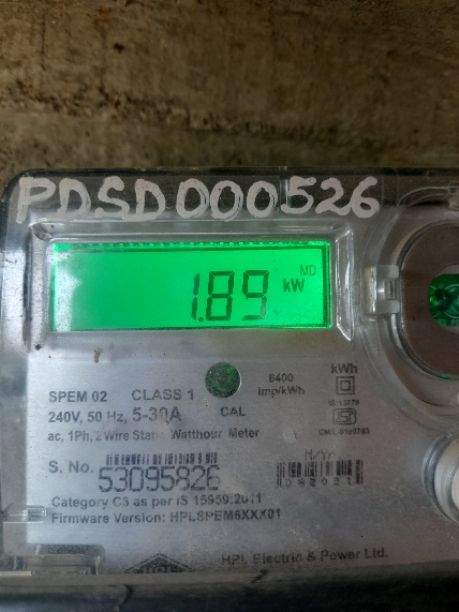 PDSD000526
MD
1.89 kW
kWh
6400
imp/kWh
SPEM 02 CLASS 1
240V, 50 Hz, 5-30A
CAL
ac, 1Ph, 2 Wire Static Watthour Meter
S. No. 53095826
M/Yr.
Category C3 as per IS 15959:2011
Firmware Version: HPLSPEM6XXX01
HPL
HPL Electric & Power Ltd.